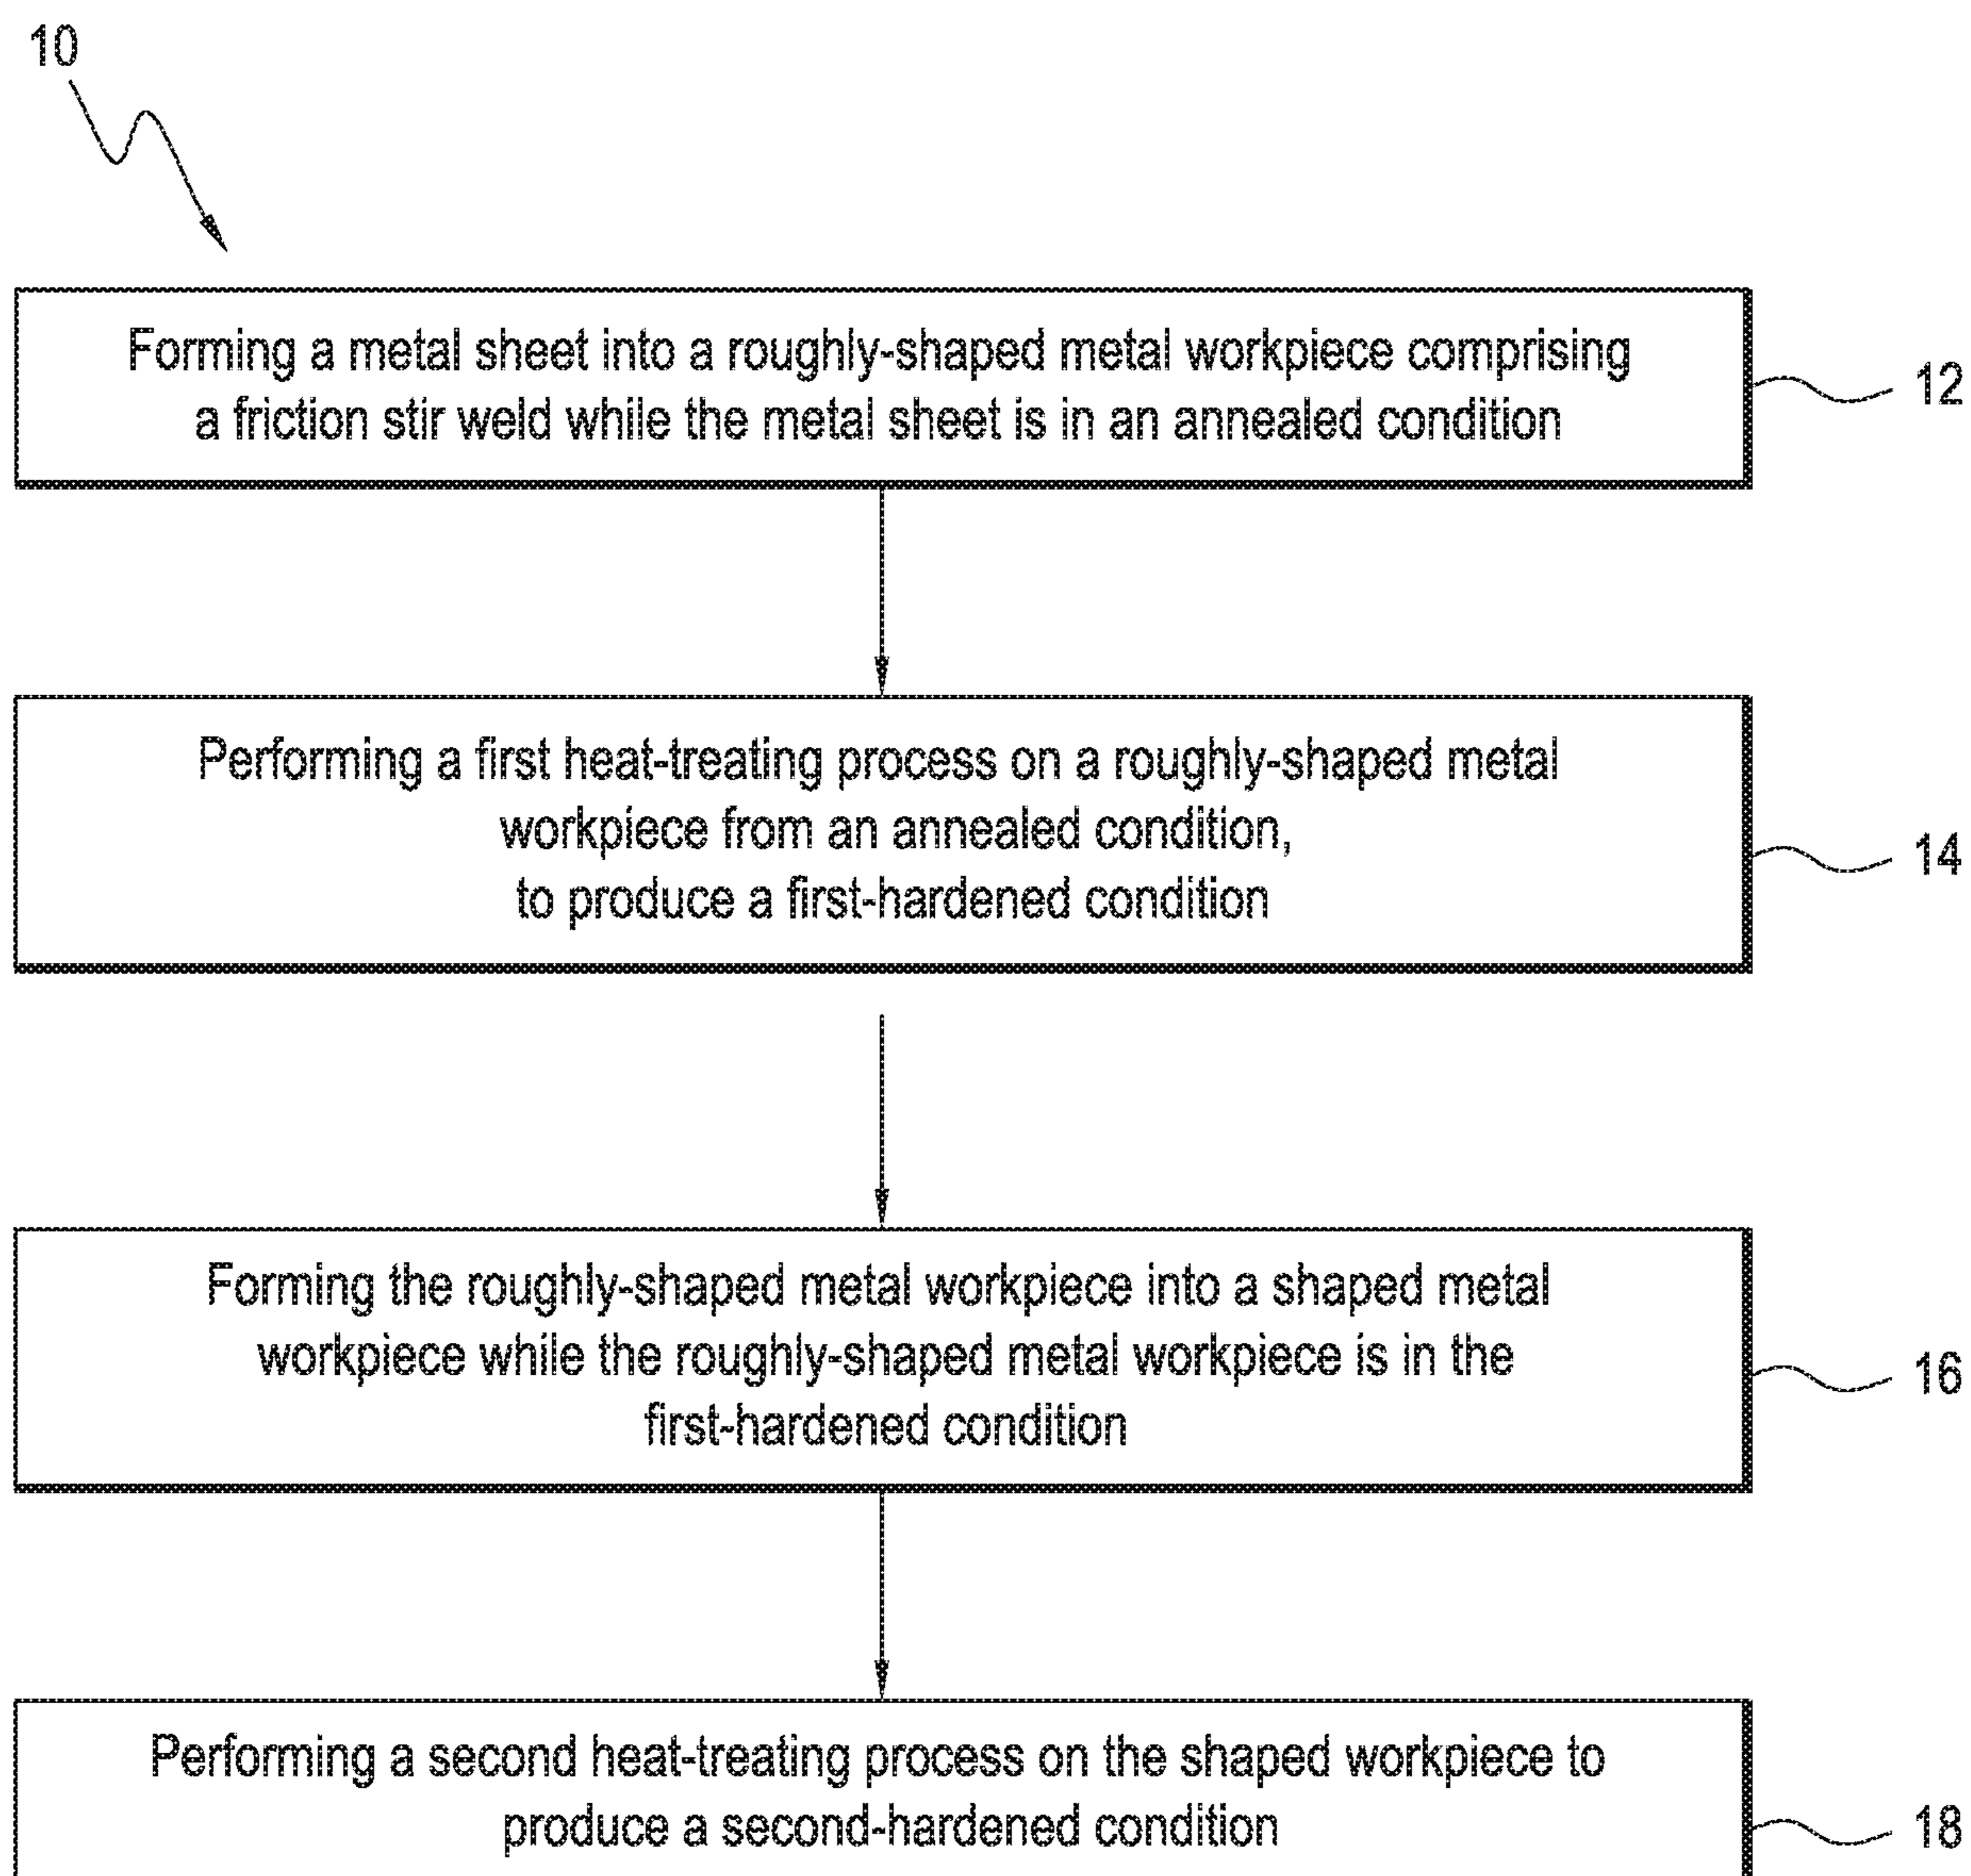 10
Forming a metal sheet into a roughly-shaped metal workpiece comprising
a friction stir weld while the metal sheet is in an annealed condition
12
Performing a first heat-treating process on a roughly-shaped metal
workpiece from an annealed condition,
to produce a first-hardened condition
14
Forming the roughly-shaped metal workpiece into a shaped metal
workpiece while the roughly-shaped metal workpiece is in the
first-hardened condition
16
Performing a second heat-treating process on the shaped workpiece to
produce a second-hardened condition
18